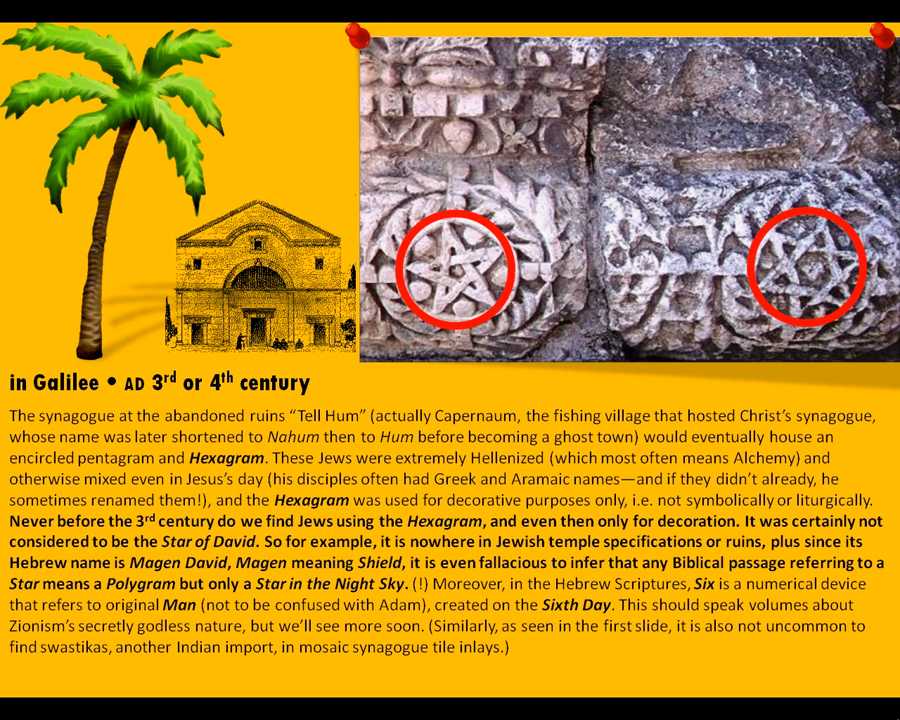 in Galilee • AD 3rd or 4th century
The synagogue at the abandoned ruins “Tell Hum” (actually Capernaum, the fishing village that hosted Christ’s synagogue,
whose name was later shortened to Nahum then to Hum before becoming a ghost town) would eventually house an
encircled pentagram and Hexagram. These Jews were extremely Hellenized (which most often means Alchemy) and
otherwise mixed even in Jesus’s day (his disciples often had Greek and Aramaic names—and if they didn’t already, he
sometimes renamed them!), and the Hexagram was used for decorative purposes only, i.e. not symbolically or liturgically.
Never before the 3rd century do we find Jews using the Hexagram, and even then only for decoration. It was certainly not
considered to be the Star of David. So for example, it is nowhere in Jewish temple specifications or ruins, plus since its
Hebrew name is Magen David, Magen meaning Shield, it is even fallacious to infer that any Biblical passage referring to a
Star means a Polygram but only a Star in the Night Sky. (!) Moreover, in the Hebrew Scriptures, Six is a numerical device
that refers to original Man (not to be confused with Adam), created on the Sixth Day. This should speak volumes about
Zionism’s secretly godless nature, but we’ll see more soon. (Similarly, as seen in the first slide, it is also not uncommon to
find swastikas, another Indian import, in mosaic synagogue tile inlays.)